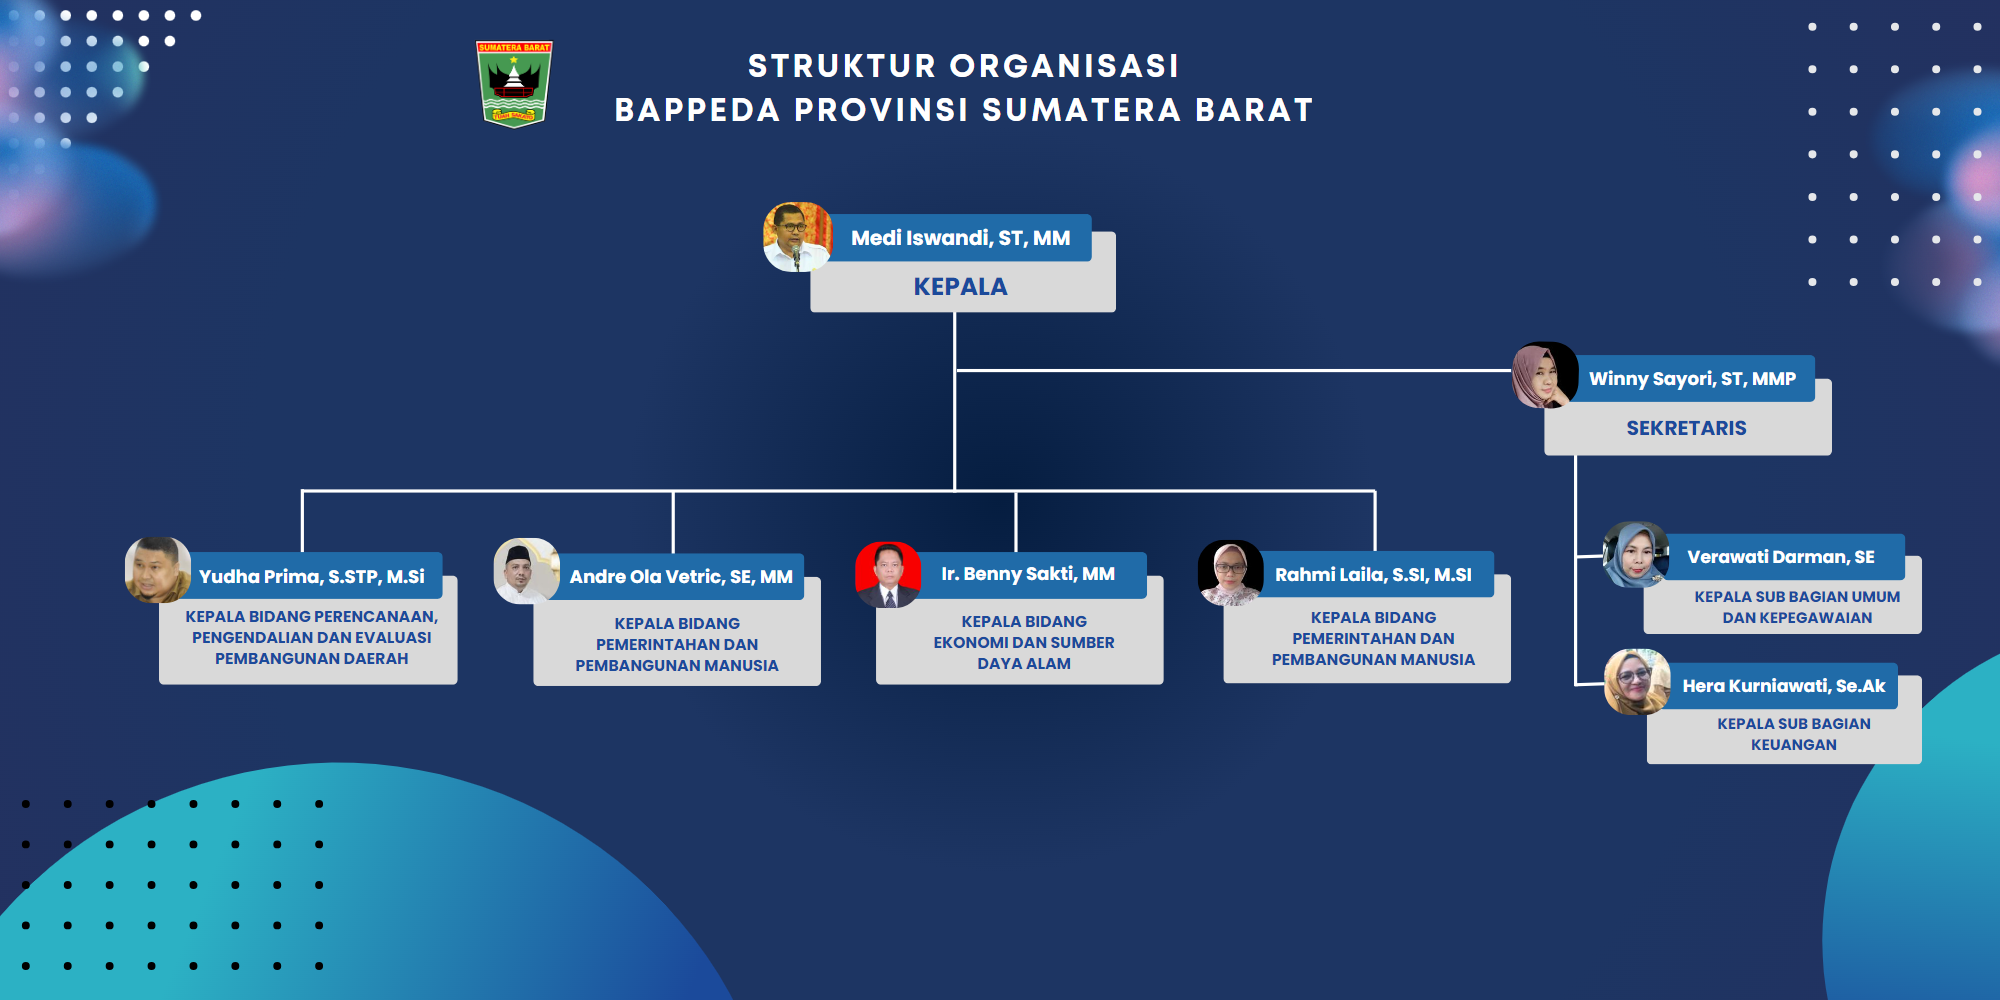 SUMATERA BARAT
TUAH SAKATO
STRUKTUR ORGANISASI
BAPPEDA PROVINSI SUMATERA BARAT
Medi Iswandi, ST, MM
KEPALA
Winny Sayori, ST, MMP
SEKRETARIS
Yudha Prima, S.STP, M.Si
KEPALA BIDANG PERENCANAAN,
PENGENDALIAN DAN EVALUASI
PEMBANGUNAN DAERAH
Andre Ola Vetric, SE, MM
KEPALA BIDANG
PEMERINTAHAN DAN
PEMBANGUNAN MANUSIA
Ir. Benny Sakti, MM
KEPALA BIDANG
EKONOMI DAN SUMBER
DAYA ALAM
Rahmi Laila, S.SI, M.SI
KEPALA BIDANG
PEMERINTAHAN DAN
PEMBANGUNAN MANUSIA
Verawati Darman, SE
KEPALA SUB BAGIAN UMUM
DAN KEPEGAWAIAN
Hera Kurniawati, Se.Ak
KEPALA SUB BAGIAN
KEUANGAN